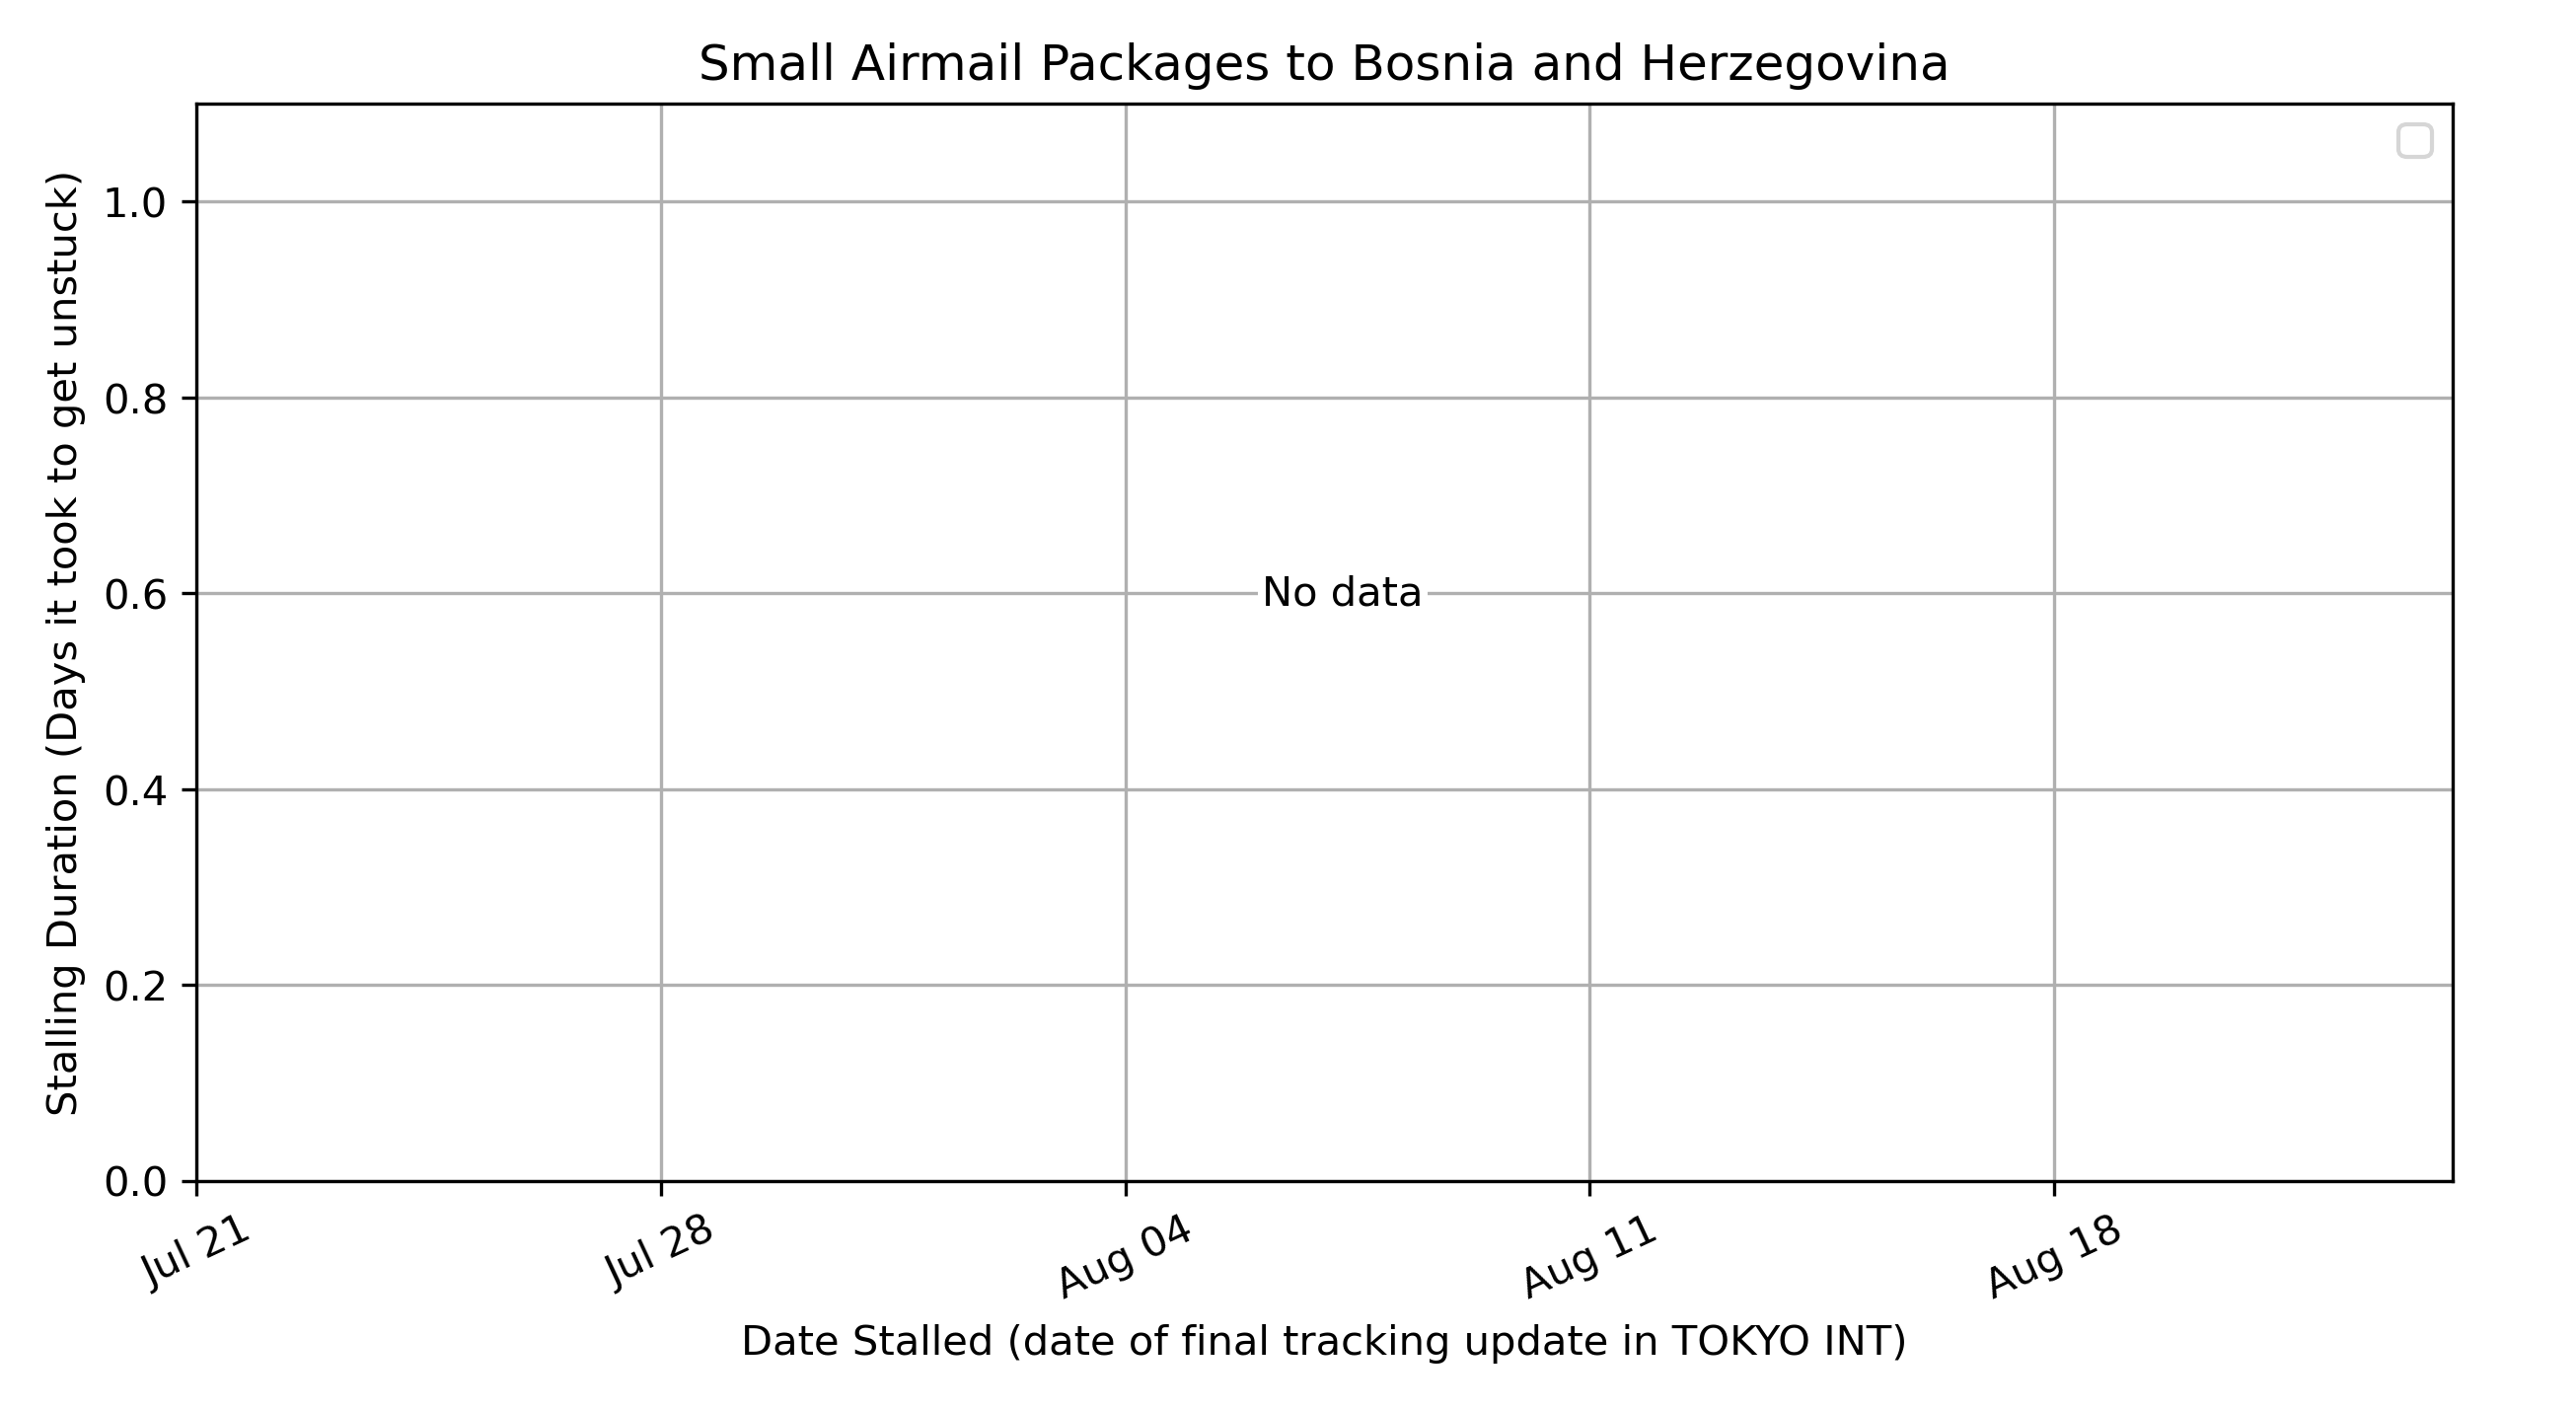 Small Airmail Packages to Bosnia and Herzegovina
Stalling Duration (Days it took to get unstuck)
1.0
0.8
0.6
0.4
0.2
0.0
No data
Jul 21
Jul 28
Aug 04
Aug 11
Aug 18
Date Stalled (date of final tracking update in TOKYO INT)